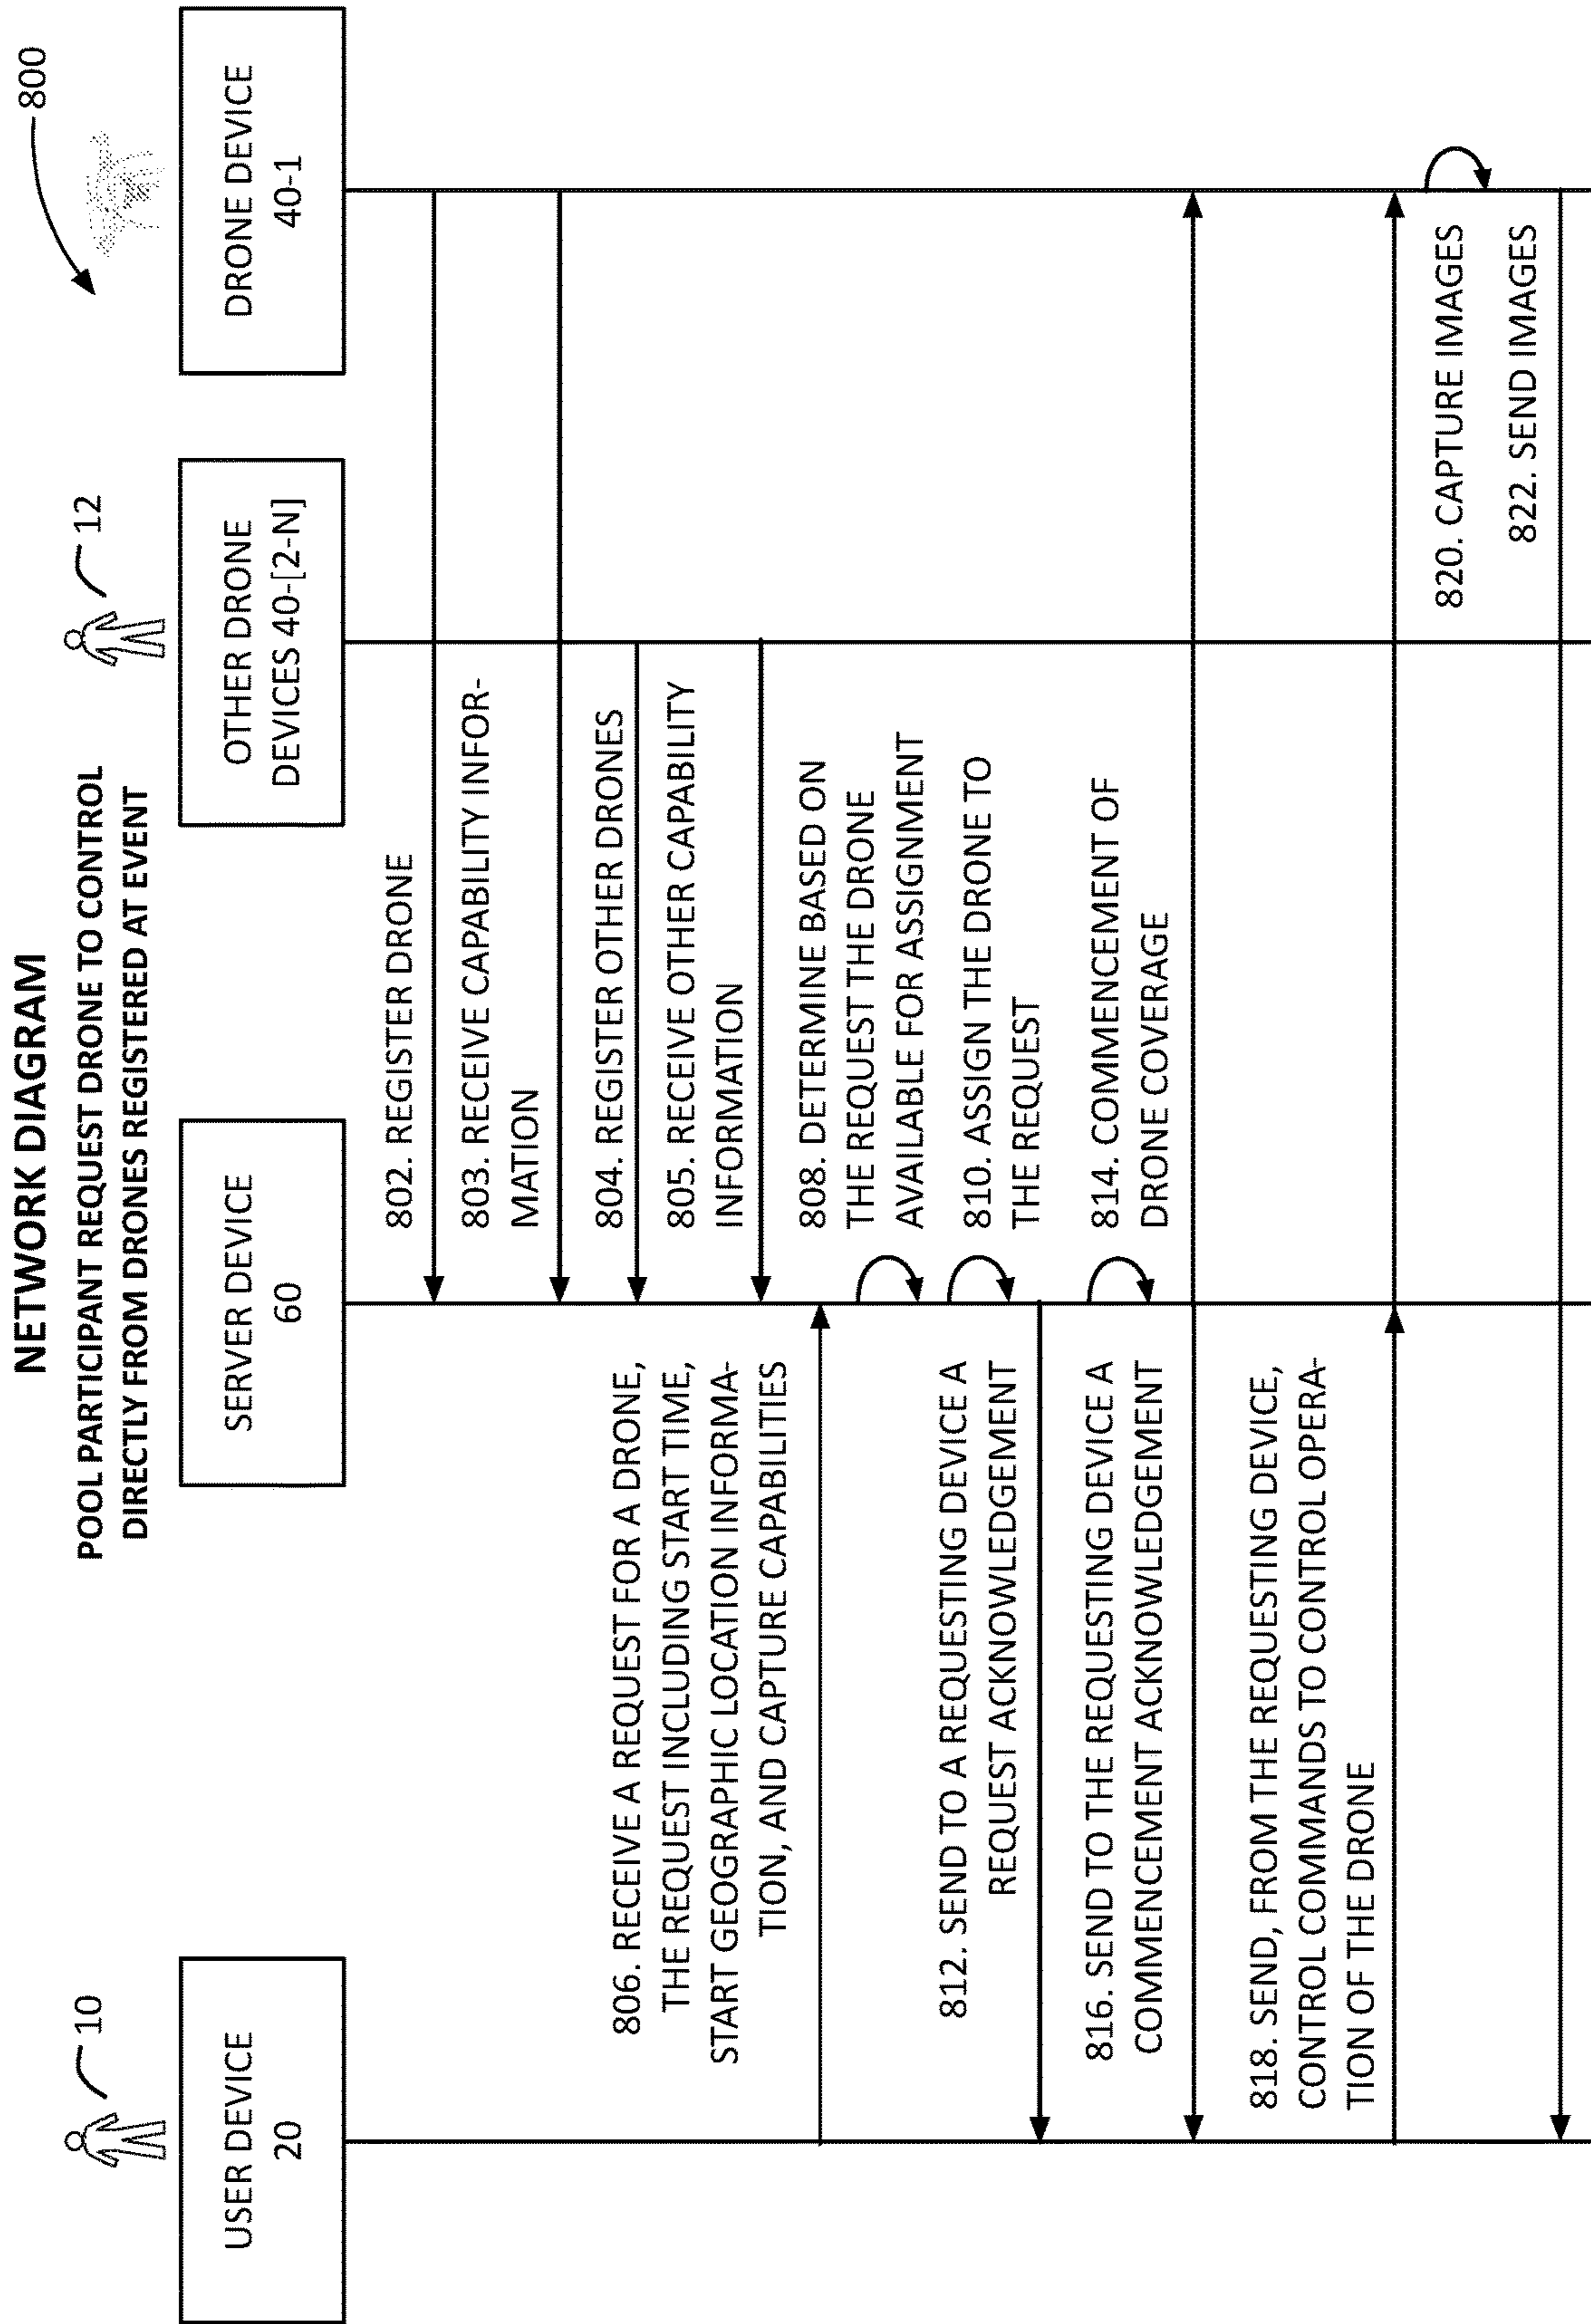 NETWORK DIAGRAM
POOL PARTICIPANT REQUEST DRONE TO CONTROL
DIRECTLY FROM DRONES REGISTERED AT EVENT
800
10
12
USER DEVICE
20
SERVER DEVICE
60
OTHER DRONE
DEVICES 40-[2-N]
DRONE DEVICE
40-1
802. REGISTER DRONE
803. RECEIVE CAPABILITY INFOR-
MATION
804. REGISTER OTHER DRONES
805. RECEIVE OTHER CAPABILITY
INFORMATION
806. RECEIVE A REQUEST FOR A DRONE,
THE REQUEST INCLUDING START TIME,
START GEOGRAPHIC LOCATION INFORMA-
TION, AND CAPTURE CAPABILITIES
808. DETERMINE BASED ON
THE REQUEST THE DRONE
AVAILABLE FOR ASSIGNMENT
810. ASSIGN THE DRONE TO
THE REQUEST
812. SEND TO A REQUESTING DEVICE A
REQUEST ACKNOWLEDGEMENT
814. COMMENCEMENT OF
DRONE COVERAGE
816. SEND TO THE REQUESTING DEVICE A
COMMENCEMENT ACKNOWLEDGEMENT
818. SEND, FROM THE REQUESTING DEVICE,
CONTROL COMMANDS TO CONTROL OPERA-
TION OF THE DRONE
820. CAPTURE IMAGES
822. SEND IMAGES